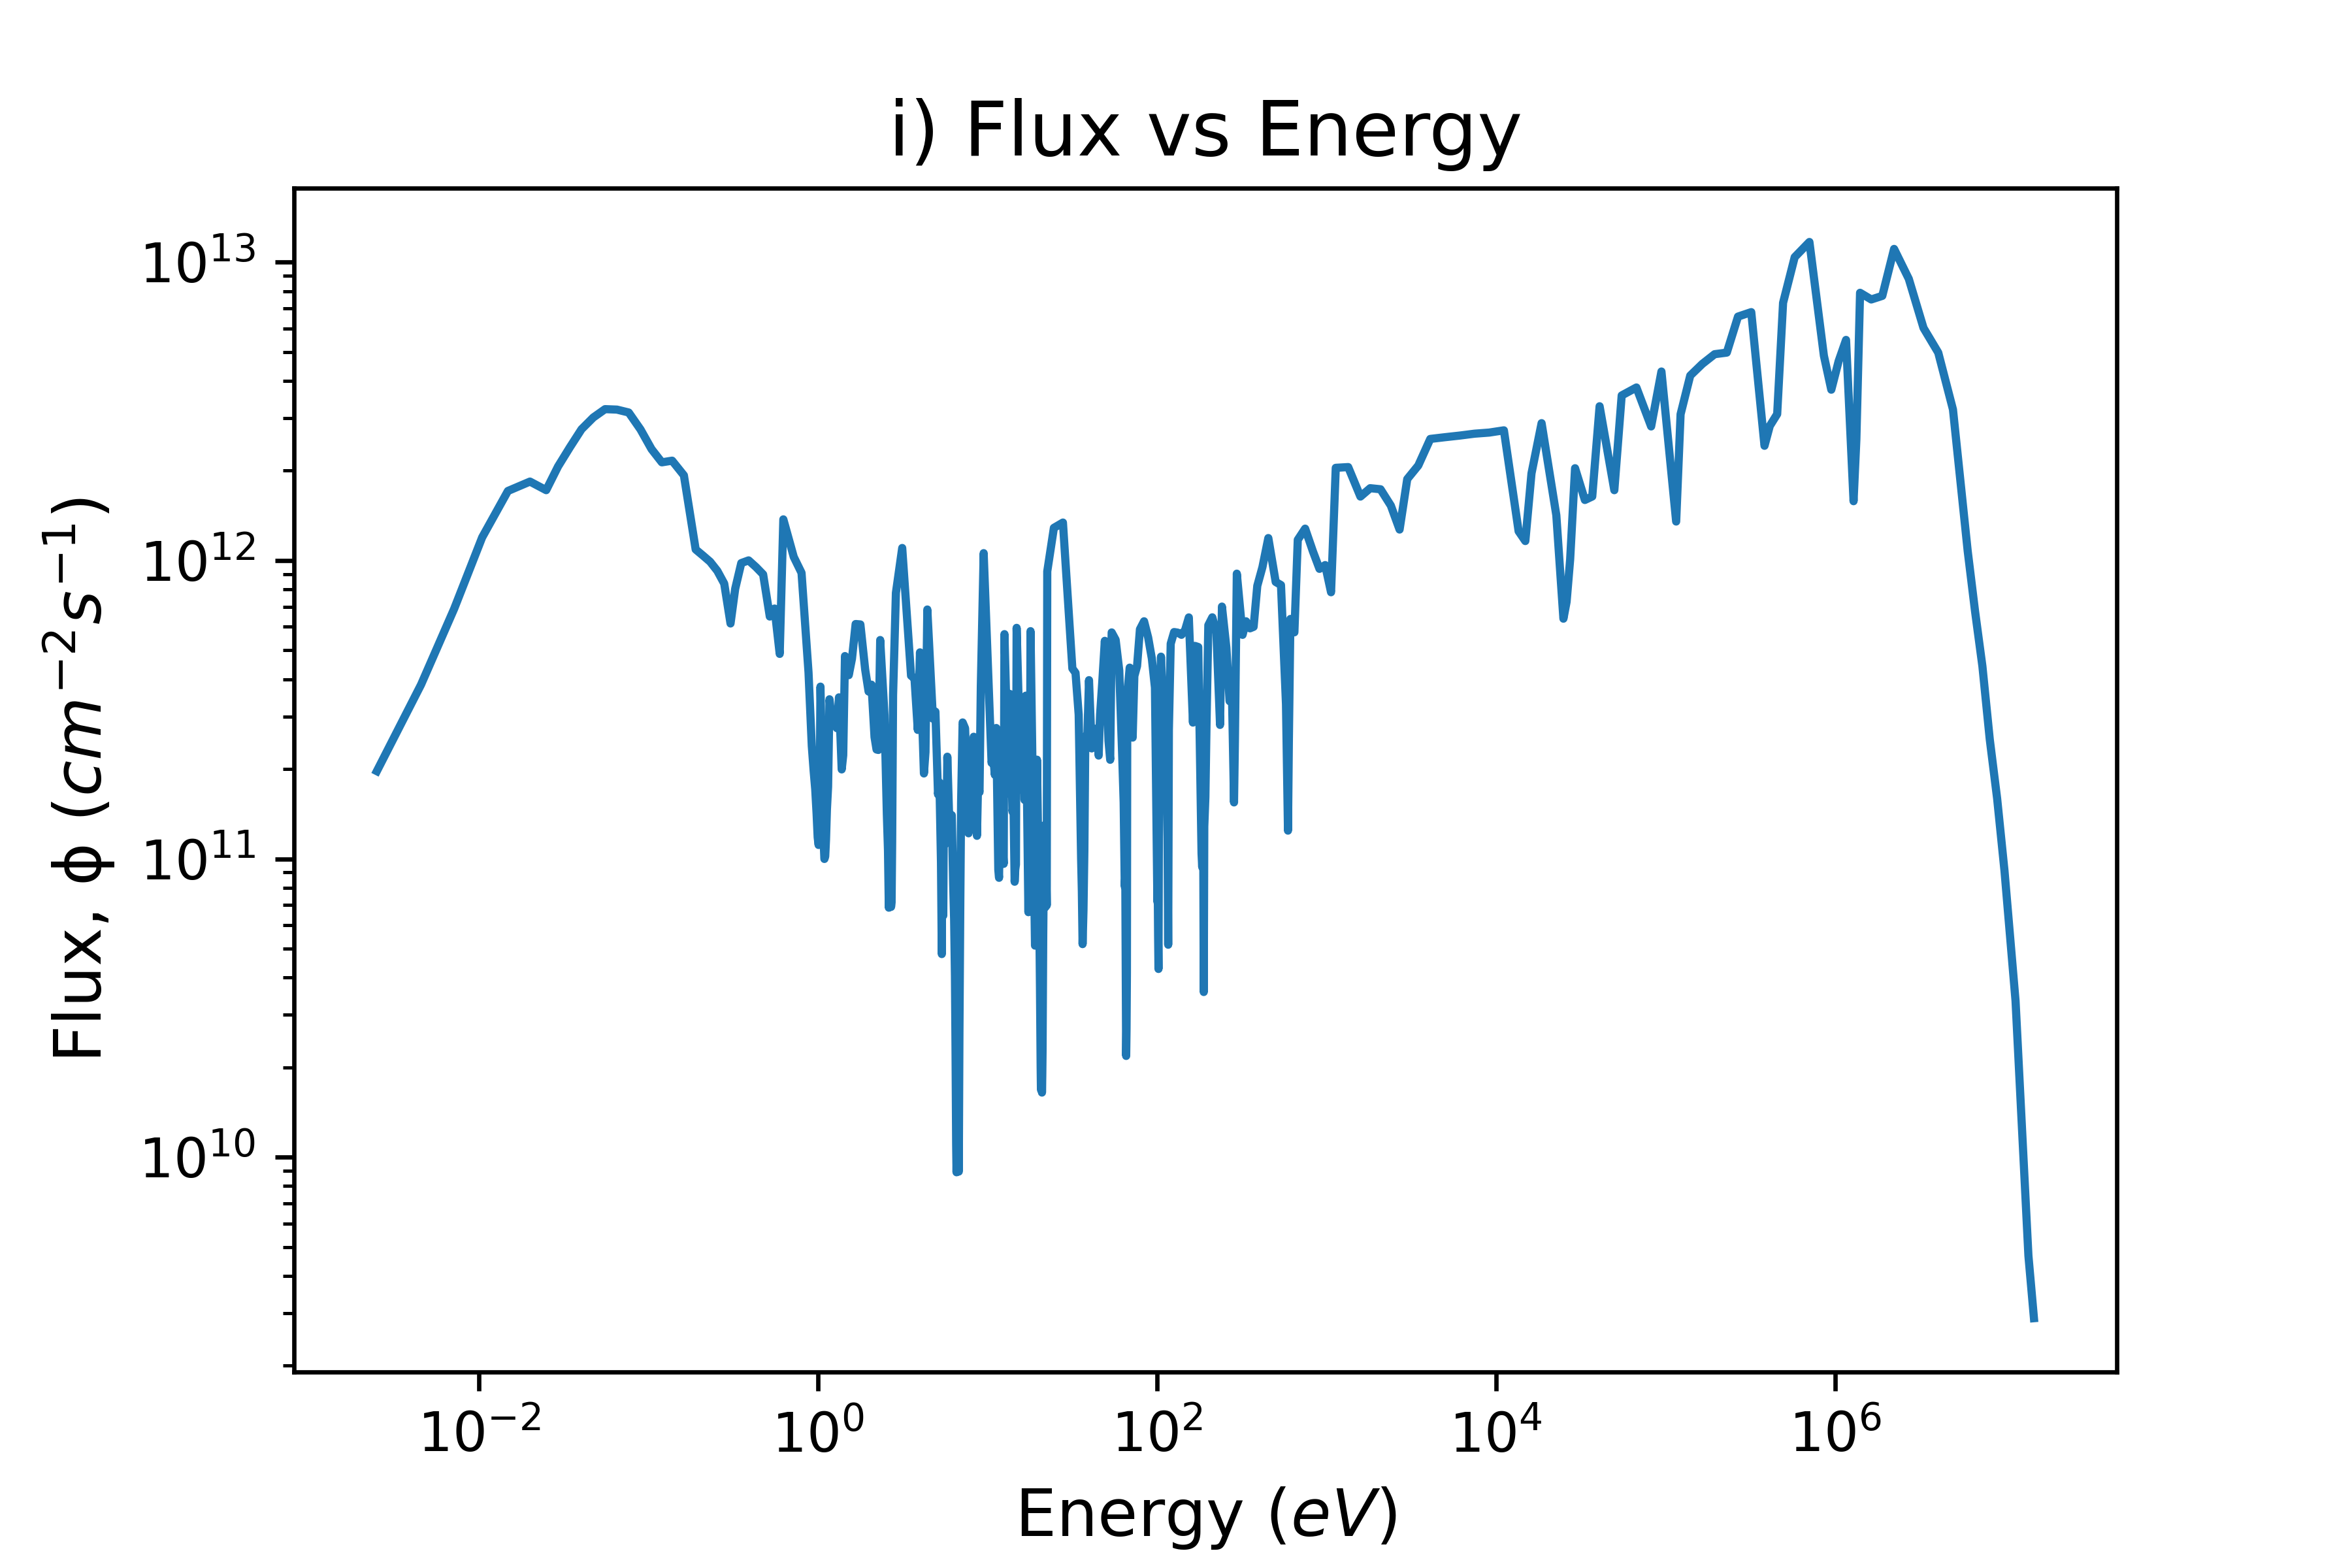 i) Flux vs Energy
10¹³
10¹²
10¹¹
10¹⁰
Flux, ϕ (cm⁻²s⁻¹)
10⁻² 10⁰ 10² 10⁴ 10⁶
Energy (eV)